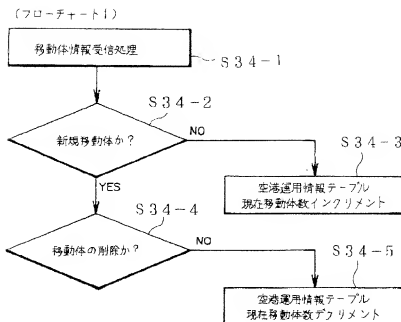 (フローチャート1)
移動体情報受信処理
S34-1
S34-2
新規移動体か?
NO
S34-3
空港運用情報テーブル
現在移動体数インクリメント
YES
S34-4
移動体の削除か?
NO
S34-5
空港運用情報テーブル
現在移動体数デクリメント